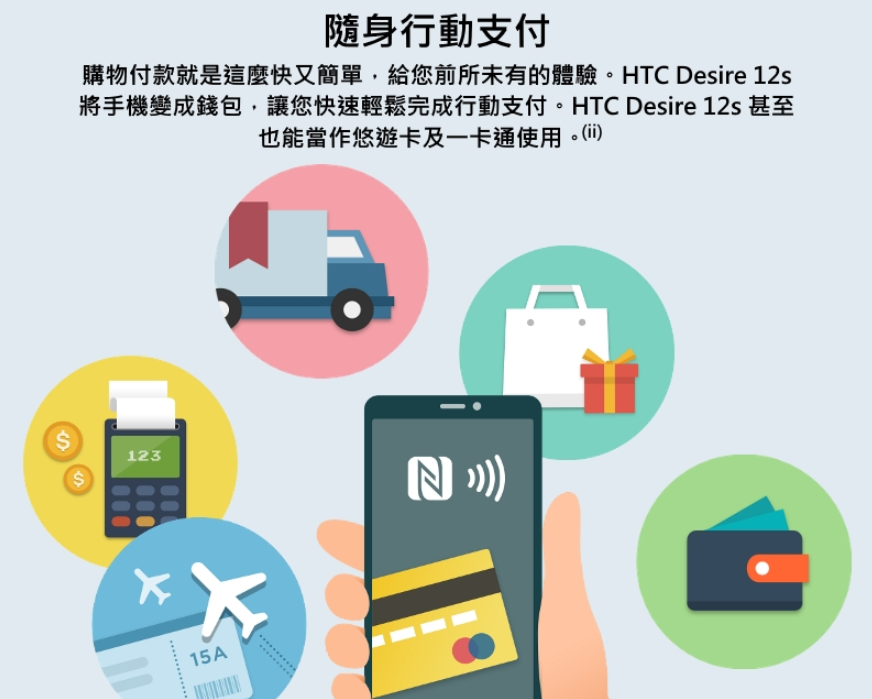 隨身行動支付
購物付款就是這麼快又簡單，給您前所未有的體驗。HTC Desire 12s
將手機變成錢包，讓您快速輕鬆完成行動支付。HTC Desire 12s 甚至
也能當作悠遊卡及一卡通使用。(ii)
123
$
$
15A